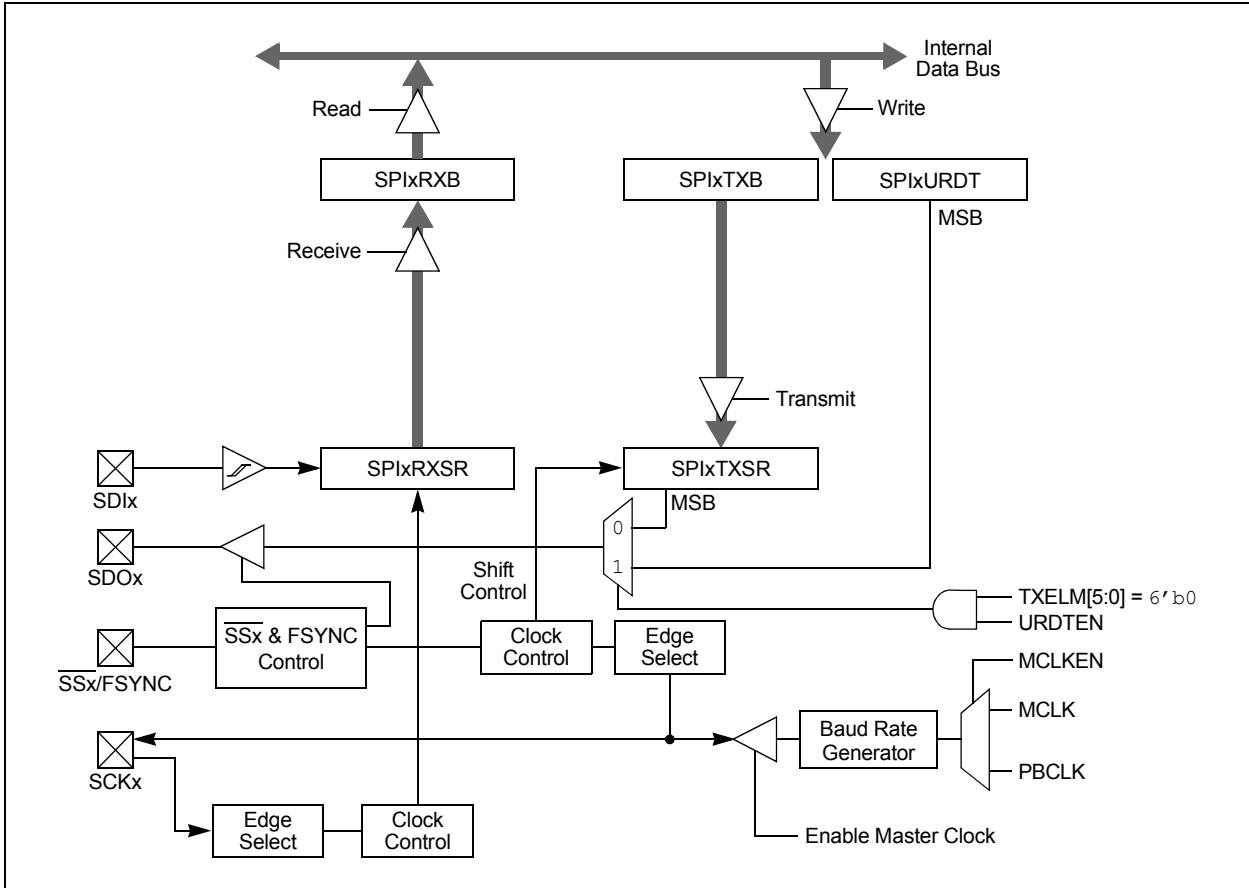 Internal
Data Bus
Read
Write
SPIxRXB
SPIxTXB
SPIxURDT
MSB
Receive
Transmit
SPIxRXSR
SPIxTXSR
SDIx
MSB
0
SDOx
1
Shift
Control
TXELM[5:0] = 6'b0
URDTEN
SSx & FSYNC
Control
Clock
Control
Edge
Select
SSx/FSYNC
MCLKEN
MCLK
Baud Rate
Generator
PBCLK
SCKx
Edge
Select
Clock
Control
Enable Master Clock